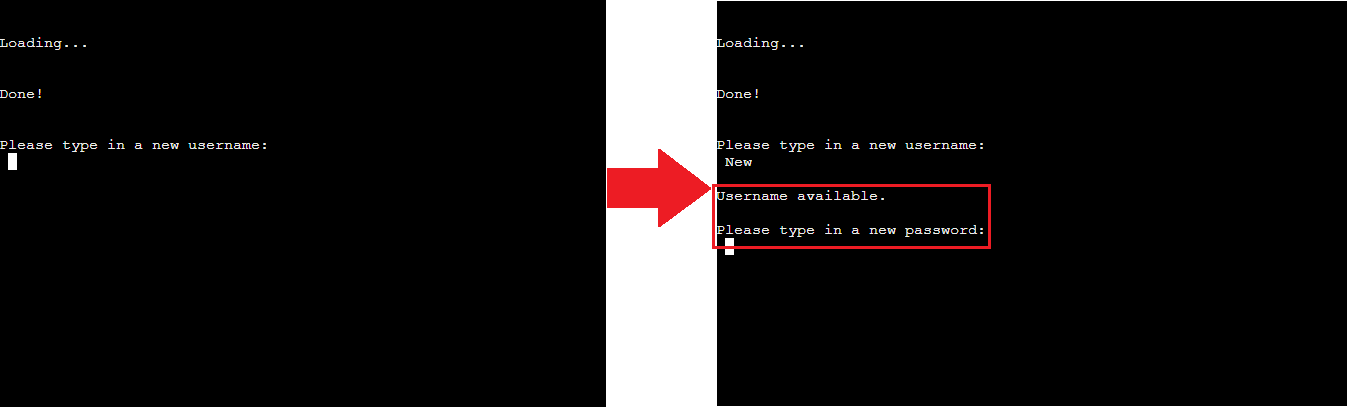 Loading...
Done!
Please type in a new username:
Loading...
Done!
Please type in a new username:
New
Username available.
Please type in a new password: